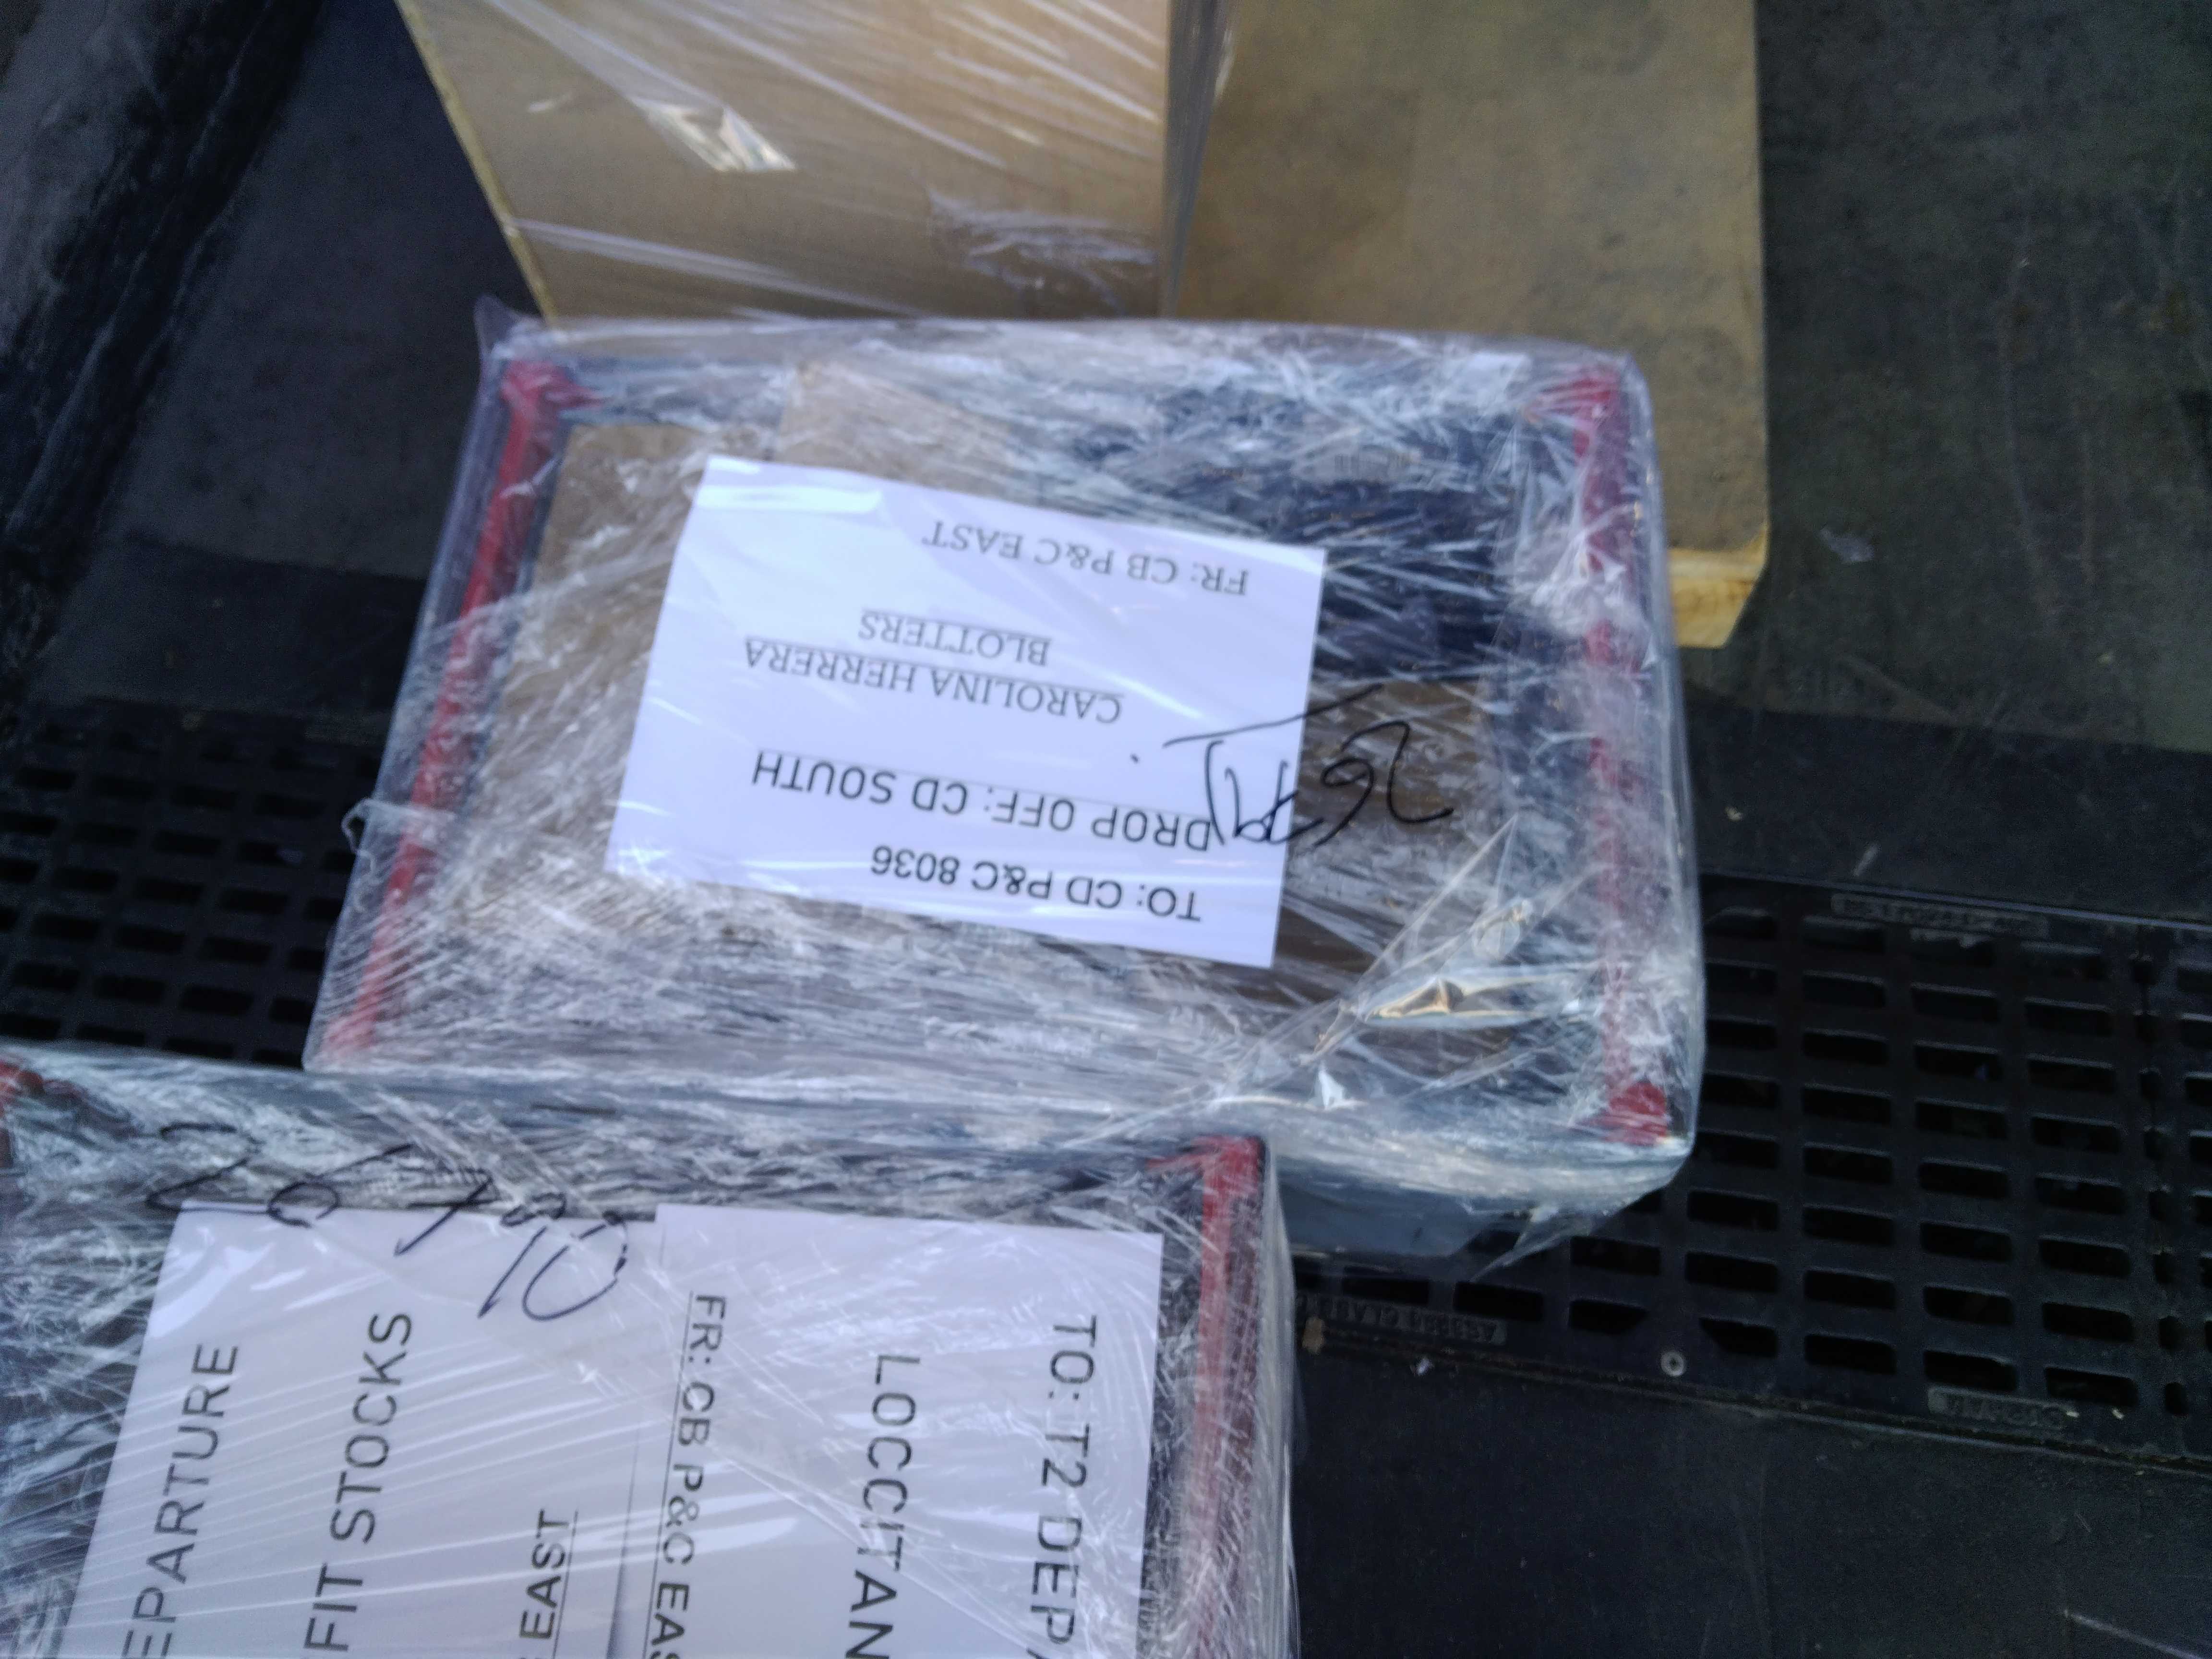 TO: CD P&C 8036
DROP OFF: CD SOUTH
CAROLINA HERRERA
BLOTTERS
FR: CB P&C EAST
TO: T2 DEP
LOCCITAN
FR: CB P&C EAS
EPARTURE
FIT STOCKS
EAST